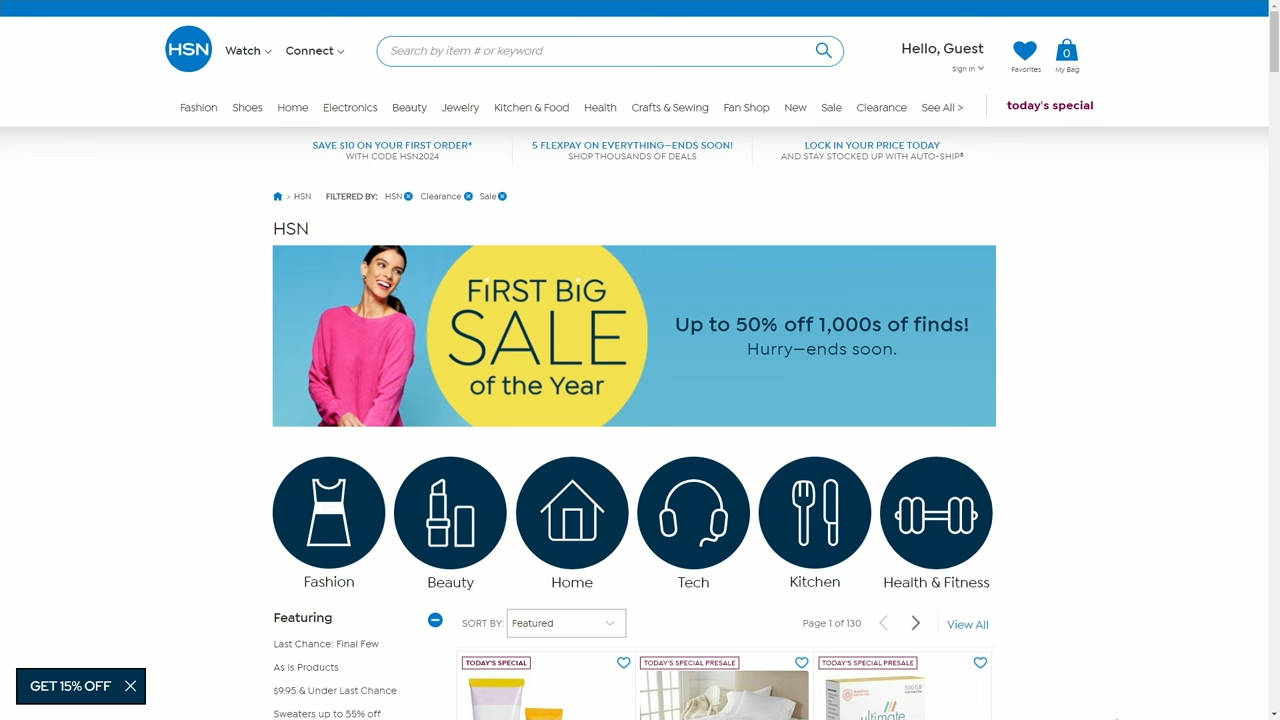 HSN
Watch
Connect
Search by item # or keyword
Hello, Guest
Sign In
Favorites
0
My Bag
Fashion
Shoes
Home
Electronics
Beauty
Jewelry
Kitchen & Food
Health
Crafts & Sewing
Fan Shop
New
Sale
Clearance
See All >
today's special
SAVE $10 ON YOUR FIRST ORDER*
WITH CODE HSN2024
5 FLEXPAY ON EVERYTHING—ENDS SOON!
SHOP THOUSANDS OF DEALS
LOCK IN YOUR PRICE TODAY
AND STAY STOCKED UP WITH AUTO-SHIP®
> HSN
FILTERED BY:
HSN
Clearance
Sale
HSN
FiRST BiG
SALE
of the Year
Up to 50% off 1,000s of finds!
Hurry—ends soon.
Fashion
Beauty
Home
Tech
Kitchen
Health & Fitness
Featuring
Last Chance: Final Few
As Is Products
$9.95 & Under Last Chance
Sweaters up to 55% off
SORT BY:
Featured
Page 1 of 130
View All
TODAY'S SPECIAL
TODAY'S SPECIAL PRESALE
TODAY'S SPECIAL PRESALE
500GB
ultimate
GET 15% OFF